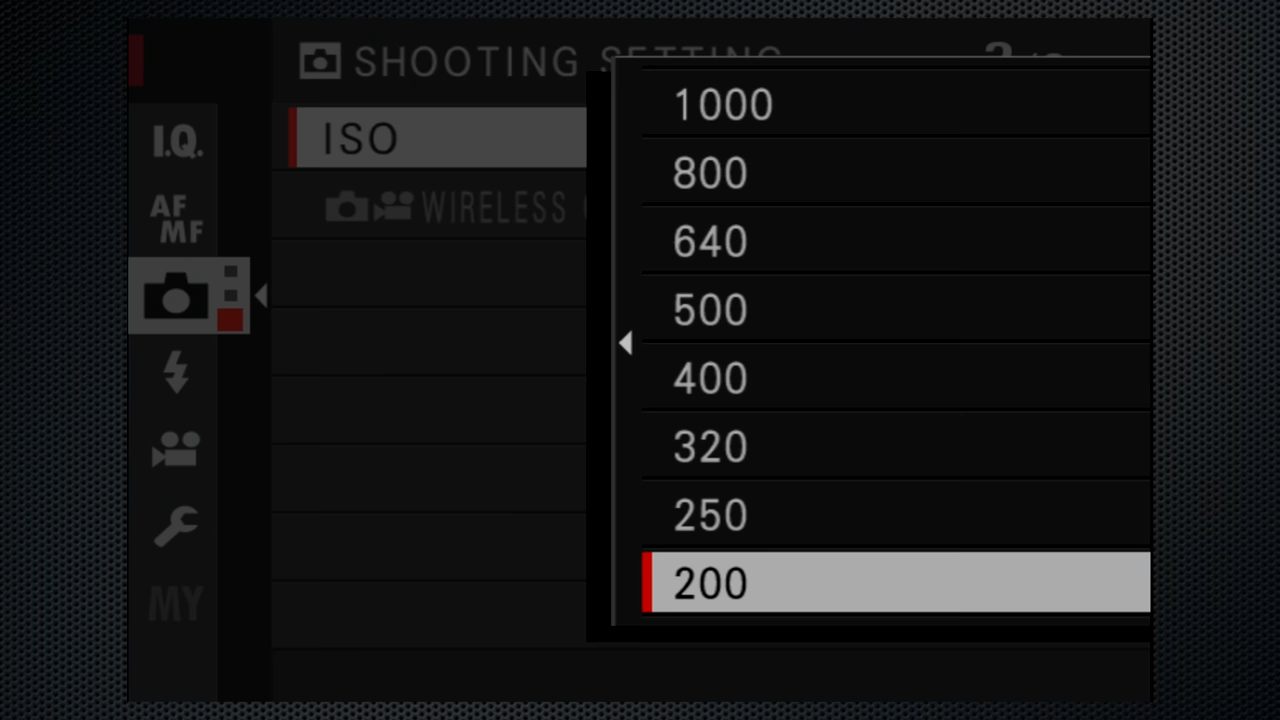 SHOOTING SETTING
I.Q.
AF
MF
MY
ISO
WIRELESS
1000
800
640
500
400
320
250
200